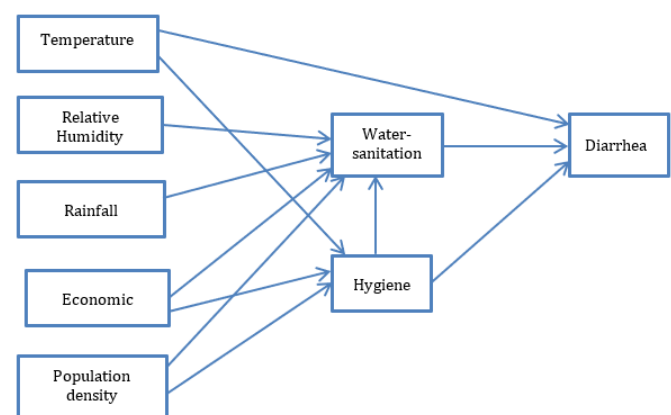 Temperature
Relative
Humidity
Rainfall
Economic
Population
density
Water-
sanitation
Hygiene
Diarrhea